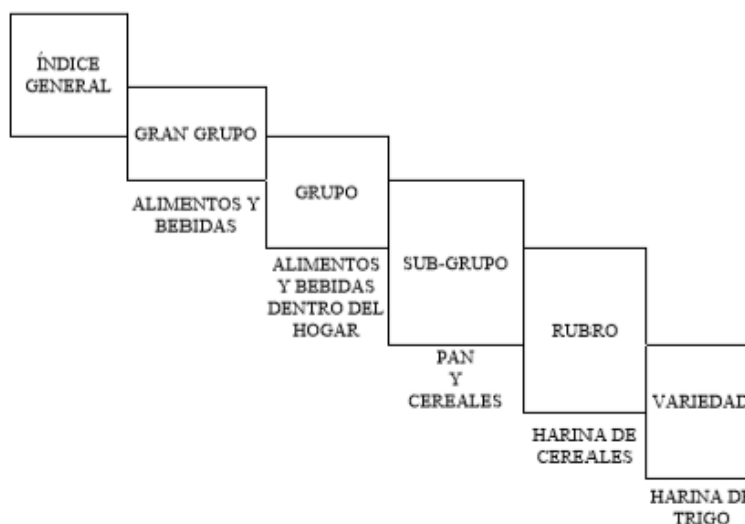 ÍNDICE
GENERAL
GRAN GRUPO
ALIMENTOS Y
BEBIDAS
GRUPO
ALIMENTOS
Y BEBIDAS
DENTRO DEL
HOGAR
SUB-GRUPO
PAN
Y
CEREALES
RUBRO
HARINA DE
CEREALES
VARIEDAD
HARINA DE
TRIGO